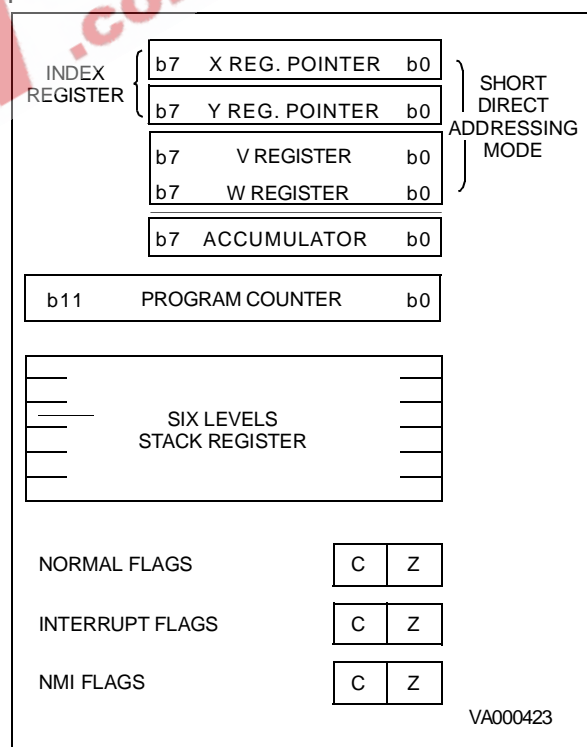 .co
INDEX
REGISTER
b7 X REG. POINTER b0
b7 Y REG. POINTER b0
b7 V REGISTER b0
b7 W REGISTER b0
SHORT
DIRECT
ADDRESSING
MODE
b7 ACCUMULATOR b0
b11 PROGRAM COUNTER b0
SIX LEVELS
STACK REGISTER
NORMAL FLAGS C Z
INTERRUPT FLAGS C Z
NMI FLAGS C Z
VA000423